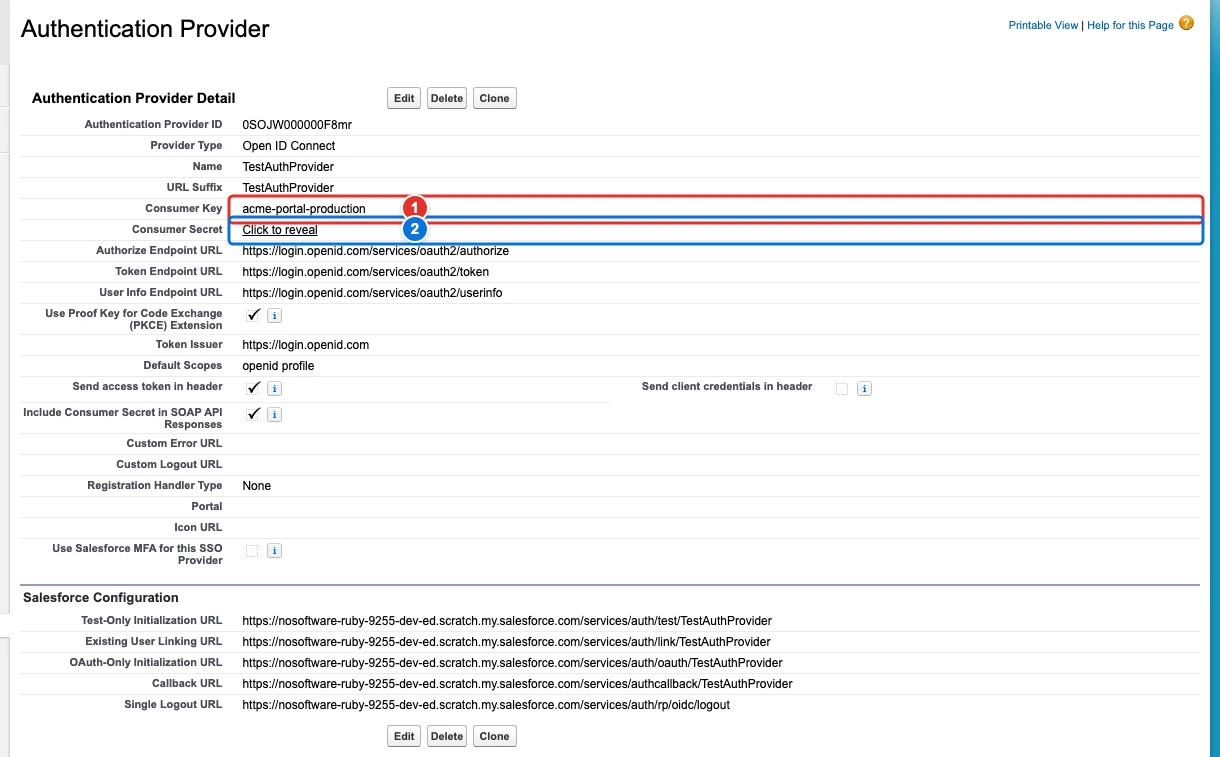 Authentication Provider
Printable View | Help for this Page ?
Authentication Provider Detail Edit Delete Clone
Authentication Provider ID 0SOJW000000F8mr
Provider Type Open ID Connect
Name TestAuthProvider
URL Suffix TestAuthProvider
Consumer Key acme-portal-production 1
Consumer Secret Click to reveal 2
Authorize Endpoint URL https://login.openid.com/services/oauth2/authorize
Token Endpoint URL https://login.openid.com/services/oauth2/token
User Info Endpoint URL https://login.openid.com/services/oauth2/userinfo
Use Proof Key for Code Exchange
(PKCE) Extension ✓ i
Token Issuer https://login.openid.com
Default Scopes openid profile
Send access token in header ✓ i Send client credentials in header i
Include Consumer Secret in SOAP API
Responses ✓ i
Custom Error URL
Custom Logout URL
Registration Handler Type None
Portal
Icon URL
Use Salesforce MFA for this SSO
Provider i
Salesforce Configuration
Test-Only Initialization URL https://nosoftware-ruby-9255-dev-ed.scratch.my.salesforce.com/services/auth/test/TestAuthProvider
Existing User Linking URL https://nosoftware-ruby-9255-dev-ed.scratch.my.salesforce.com/services/auth/link/TestAuthProvider
OAuth-Only Initialization URL https://nosoftware-ruby-9255-dev-ed.scratch.my.salesforce.com/services/auth/oauth/TestAuthProvider
Callback URL https://nosoftware-ruby-9255-dev-ed.scratch.my.salesforce.com/services/authcallback/TestAuthProvider
Single Logout URL https://nosoftware-ruby-9255-dev-ed.scratch.my.salesforce.com/services/auth/rp/oidc/logout
Edit Delete Clone